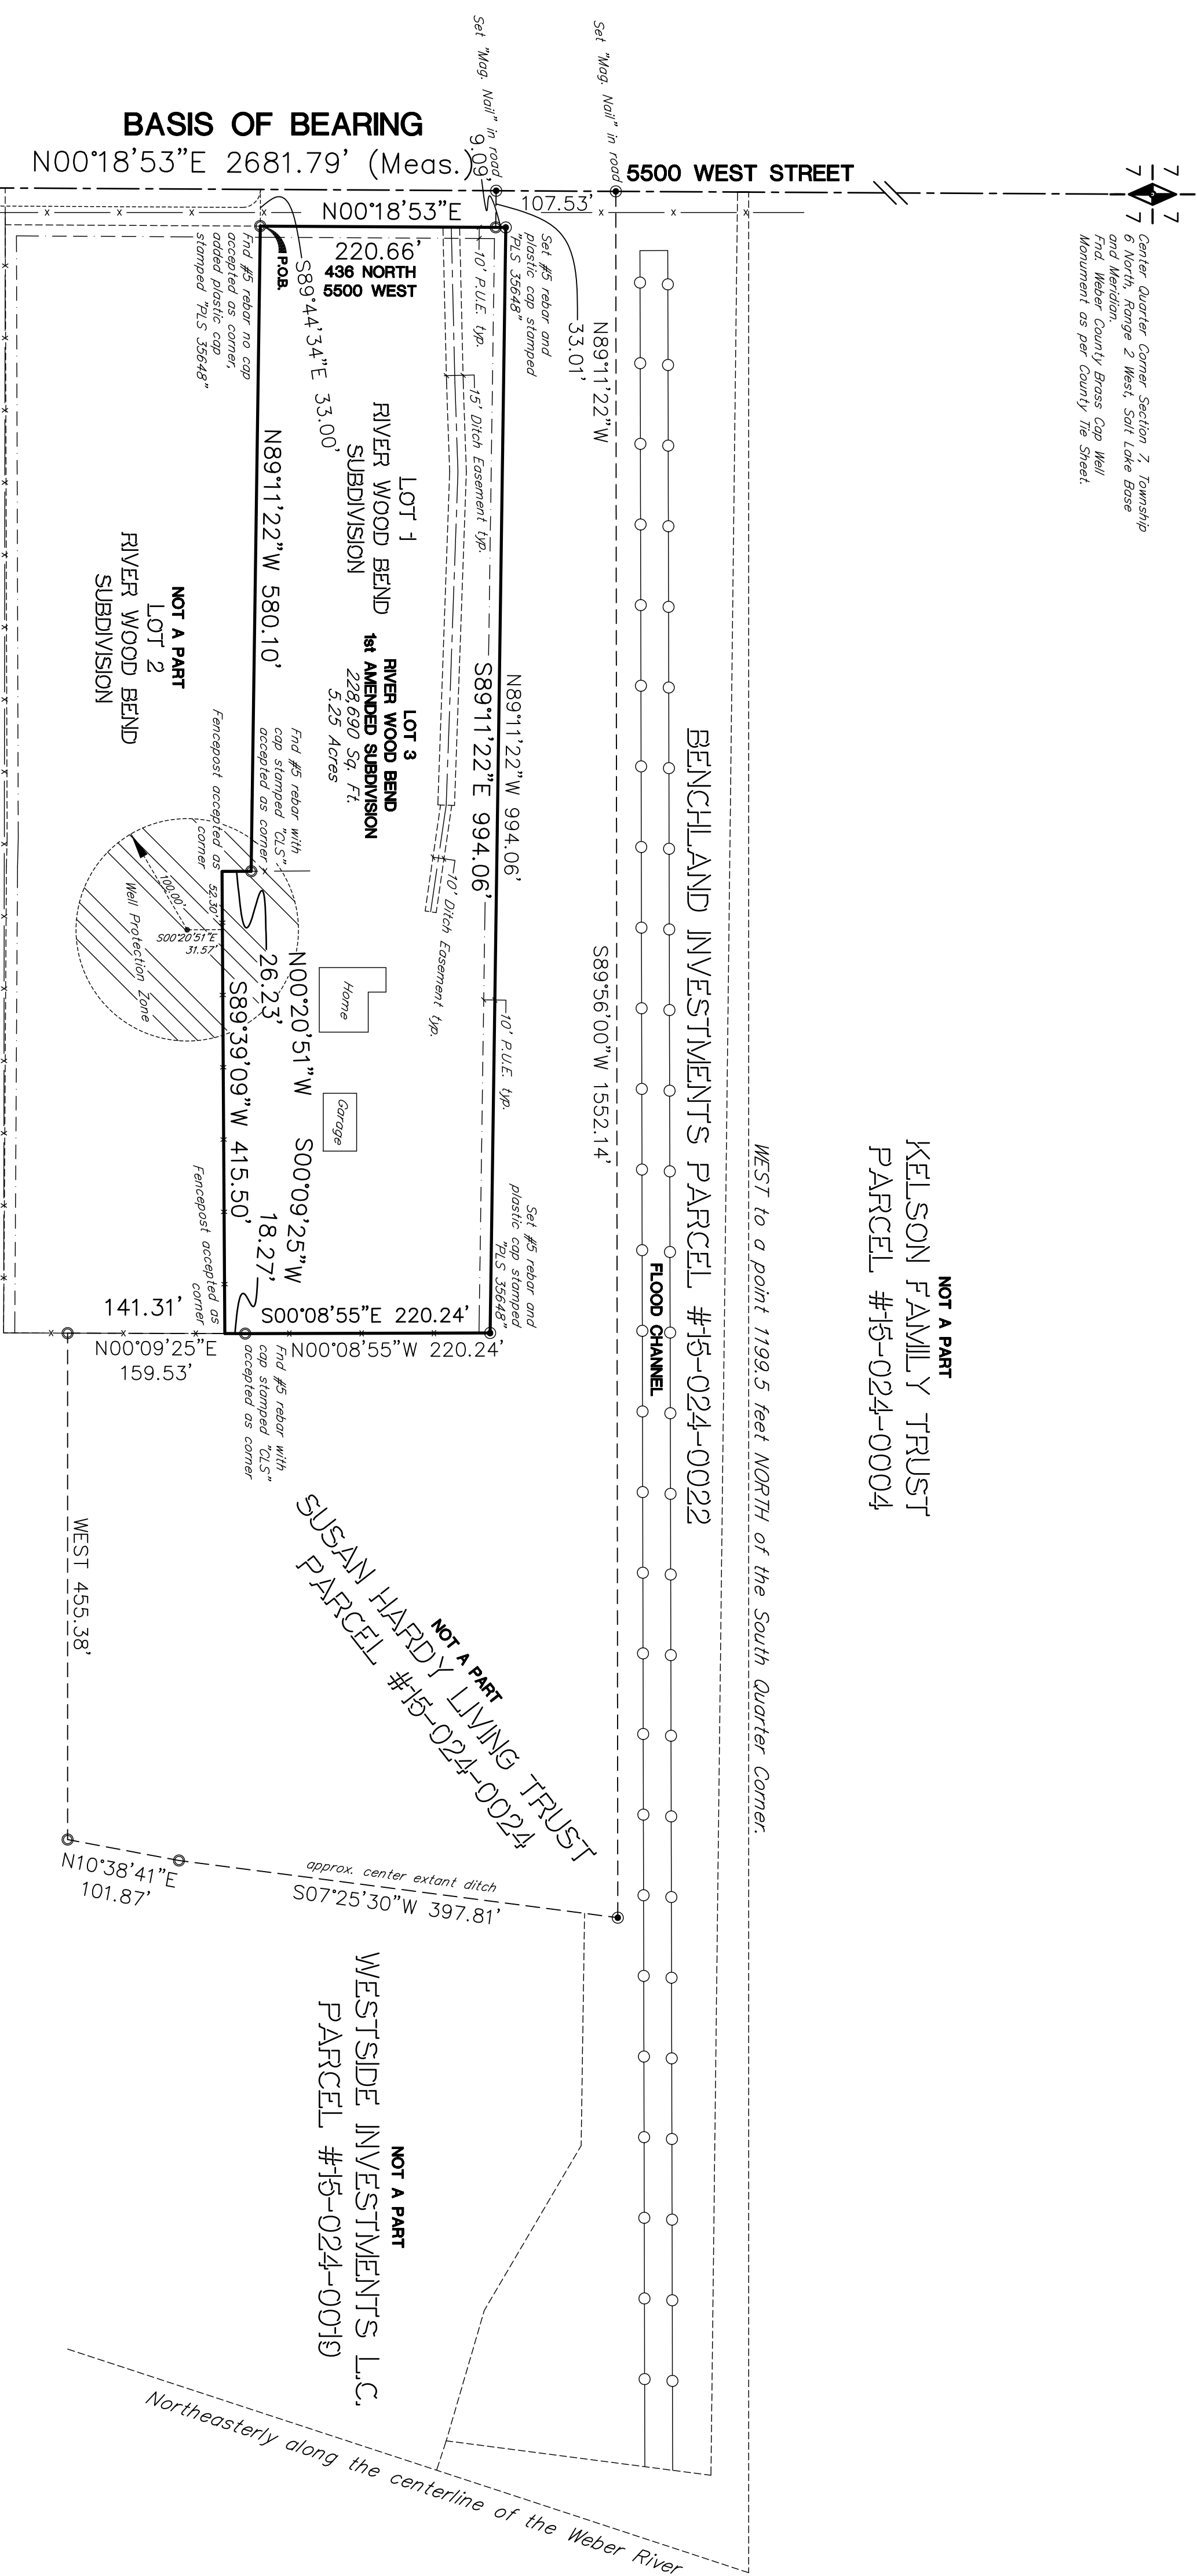 7 7
7 7
Center Quarter Corner Section 7, Township
6 North, Range 2 West, Salt Lake Base
and Meridian.
Fnd. Weber County Brass Cap Well
Monument as per County Tie Sheet.
5500 WEST STREET
BASIS OF BEARING
N00°18'53"E 2681.79' (Meas.)
Set "Mag. Nail" in road
Set "Mag. Nail" in road
9.09'
107.53'
33.01'
N00°18'53"E
220.66'
436 NORTH
5500 WEST
P.O.B.
S89°44'34"E 33.00'
Set #5 rebar and
plastic cap stamped
"PLS 35648"
10' P.U.E. typ.
Fnd #5 rebar no cap
accepted as corner,
added plastic cap
stamped "PLS 35648"
N89°11'22"W
S89°56'00"W 1552.14'
NOT A PART
KELSON FAMILY TRUST
PARCEL #15-024-0004
WEST to a point 1199.5 feet NORTH of the South Quarter Corner.
BENCHLAND INVESTMENTS PARCEL #15-024-0022
FLOOD CHANNEL
N89°11'22"W 994.06'
S89°11'22"E 994.06'
15' Ditch Easement typ.
10' Ditch Easement typ.
10' P.U.E. typ.
LOT 1
RIVER WOOD BEND
SUBDIVISION
LOT 3
RIVER WOOD BEND
1st AMENDED SUBDIVISION
228,690 Sq. Ft.
5.25 Acres
N89°11'22"W 580.10'
Fnd #5 rebar with
cap stamped "CLS"
accepted as corner
Fencepost accepted as
corner
NOT A PART
LOT 2
RIVER WOOD BEND
SUBDIVISION
100.00'
52.30'
S00°20'51"E
31.57'
Well Protection Zone
Home
Garage
N00°20'51"W
26.23'
S89°39'09"W 415.50'
S00°09'25"W
18.27'
Fencepost accepted as
corner
Set #5 rebar and
plastic cap stamped
"PLS 35648"
S00°08'55"E 220.24'
N00°08'55"W 220.24'
141.31'
N00°09'25"E
159.53'
Fnd #5 rebar with
cap stamped "CLS"
accepted as corner
NOT A PART
SUSAN HARDY LIVING TRUST
PARCEL #15-024-0024
WEST 455.38'
N10°38'41"E
101.87'
approx. center extant ditch
S07°25'30"W 397.81'
NOT A PART
WESTSIDE INVESTMENTS L.C.
PARCEL #15-024-0019
Northeasterly along the centerline of the Weber River